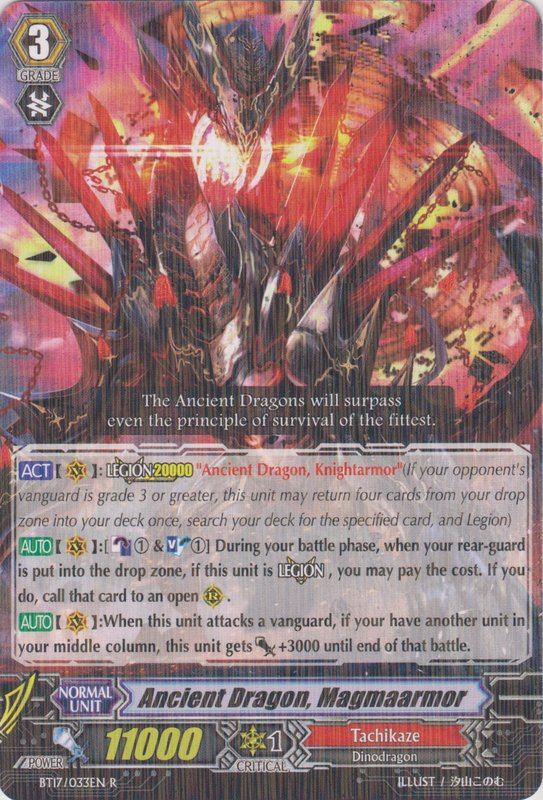 3
GRADE
The Ancient Dragons will surpass
even the principle of survival of the fittest.
ACT【 V 】:LEGION 20000 "Ancient Dragon, Knightarmor"(If your opponent's
vanguard is grade 3 or greater, this unit may return four cards from your drop
zone into your deck once, search your deck for the specified card, and Legion)
AUTO【 V 】:[ ① & ①] During your battle phase, when your rear-guard
is put into the drop zone, if this unit is LEGION , you may pay the cost. If you
do, call that card to an open R .
AUTO【 V 】:When this unit attacks a vanguard, if your have another unit in
your middle column, this unit gets +3000 until end of that battle.
NORMAL
UNIT
Ancient Dragon, Magmaarmor
POWER
11000
1
CRITICAL
Tachikaze
Dinodragon
BT17/033EN R
ILLUST / 汐山このむ